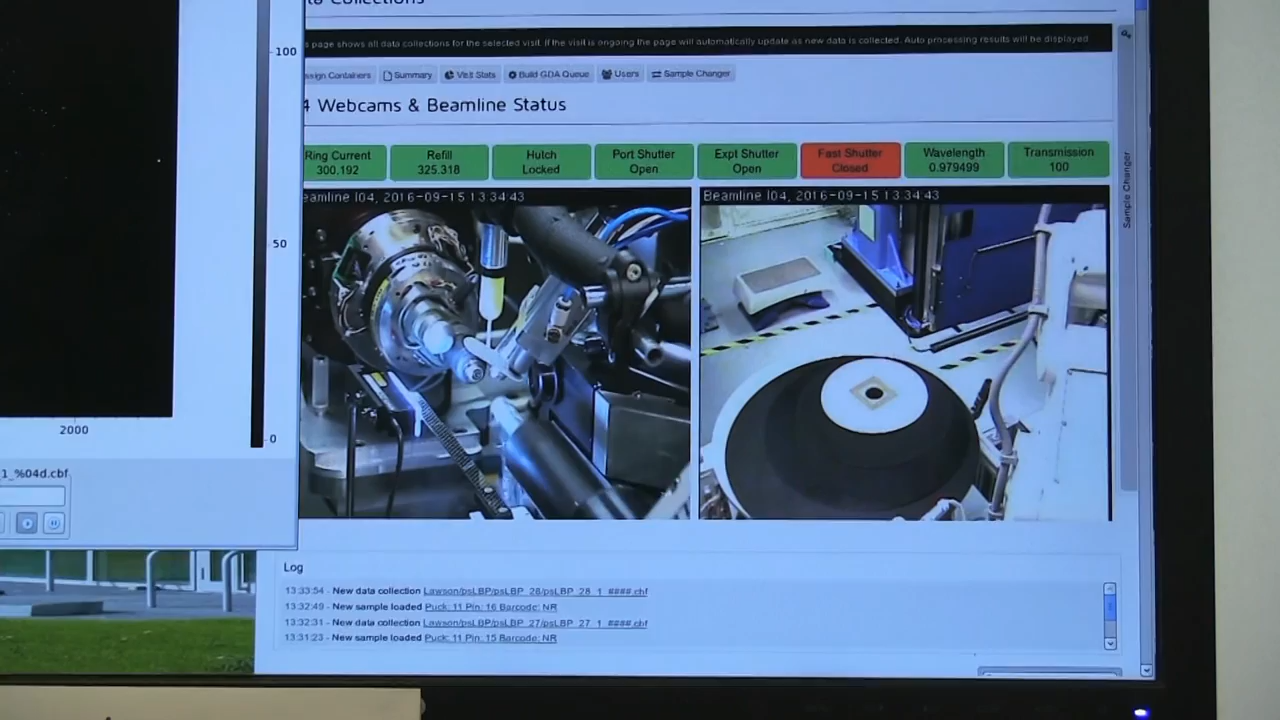 ta Collections
s page shows all data collections for the selected visit. If the visit is ongoing the page will automatically update as new data is collected. Auto processing results will be displayed
sign Containers Summary Visit Stats Build GDA Queue Users Sample Changer
4 Webcams & Beamline Status
Ring Current Refill Hutch Port Shutter Expt Shutter Fast Shutter Wavelength Transmission
300.192 325.318 Locked Open Open Closed 0.979499 100
eamline I04, 2016-09-15 13:34:43 Beamline I04, 2016-09-15 13:34:43
Sample Changer
100
50
0
2000
1_%04d.cbf
Log
13:33:54 - New data collection Lawson/psLBP/psLBP_28/psLBP_28_1_####.cbf
13:32:49 - New sample loaded Puck: 11 Pin: 16 Barcode: NR
13:32:31 - New data collection Lawson/psLBP/psLBP_27/psLBP_27_1_####.cbf
13:31:23 - New sample loaded Puck: 11 Pin: 15 Barcode: NR